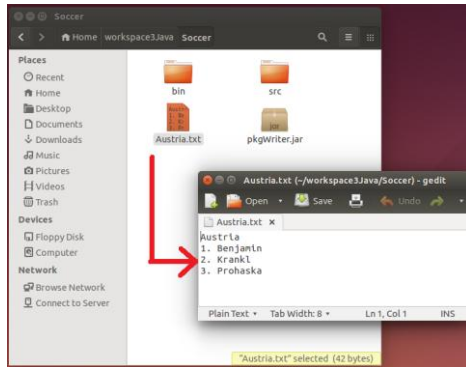 Soccer
Home workspace3Java Soccer
Places
Recent
Home
Desktop
Documents
Downloads
Music
Pictures
Videos
Trash
Devices
Floppy Disk
Computer
Network
Browse Network
Connect to Server
bin
src
Austria.txt
pkgWriter.jar
jar
"Austria.txt" selected (42 bytes)
Austria.txt (~/workspace3Java/Soccer) - gedit
Open Save Undo
Austria.txt ×
Austria
1. Benjamin
2. Krankl
3. Prohaska
Plain Text Tab Width: 8 Ln 1, Col 1 INS